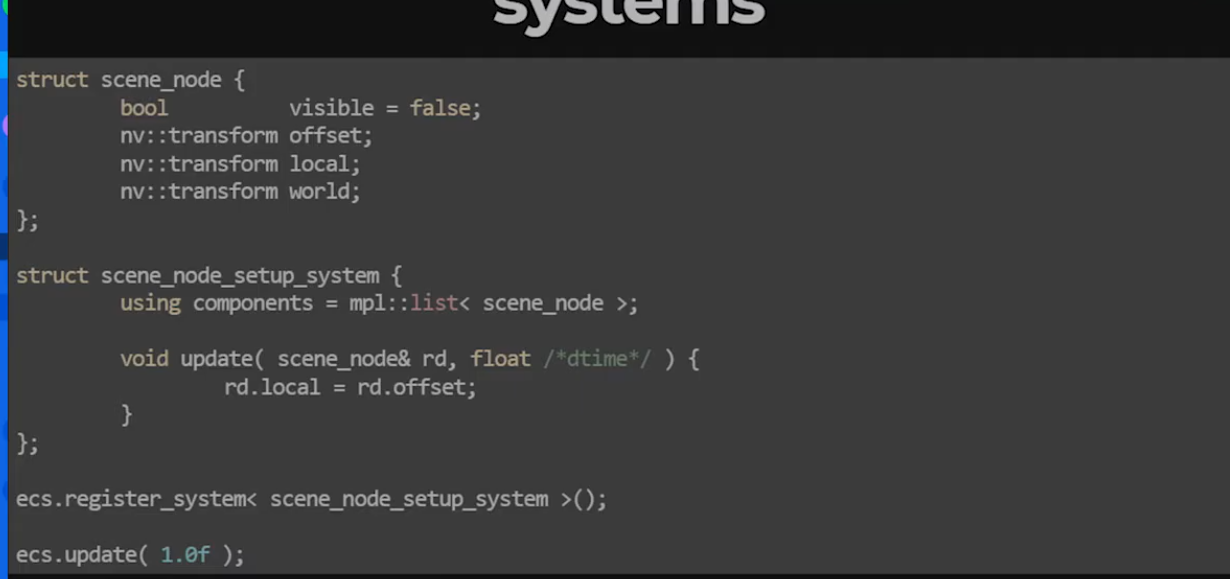 systems
struct scene_node {
bool visible = false;
nv::transform offset;
nv::transform local;
nv::transform world;
};
struct scene_node_setup_system {
using components = mpl::list< scene_node >;
void update( scene_node& rd, float /*dtime*/ ) {
rd.local = rd.offset;
}
};
ecs.register_system< scene_node_setup_system >();
ecs.update( 1.0f );